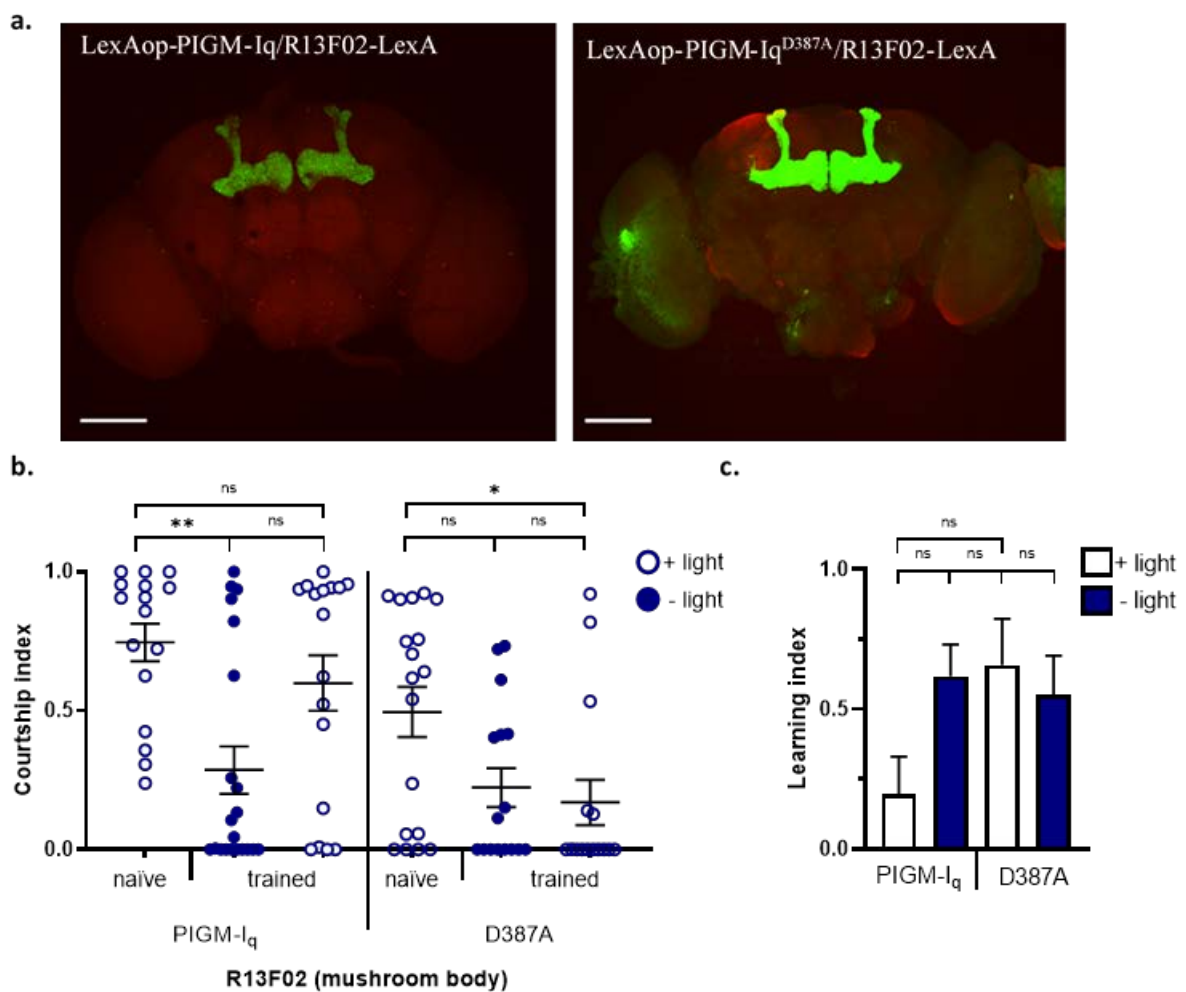 a.
LexAop-PIGM-Iq/R13F02-LexA
LexAop-PIGM-Iq^D387A/R13F02-LexA
b.
ns
** ns
*
ns ns
Courtship index
1.0
0.5
0.0
naïve trained naïve trained
PIGM-Iq D387A
R13F02 (mushroom body)
+ light
- light
c.
ns
ns ns ns
Learning index
1.0
0.5
0.0
PIGM-Iq D387A
+ light
- light